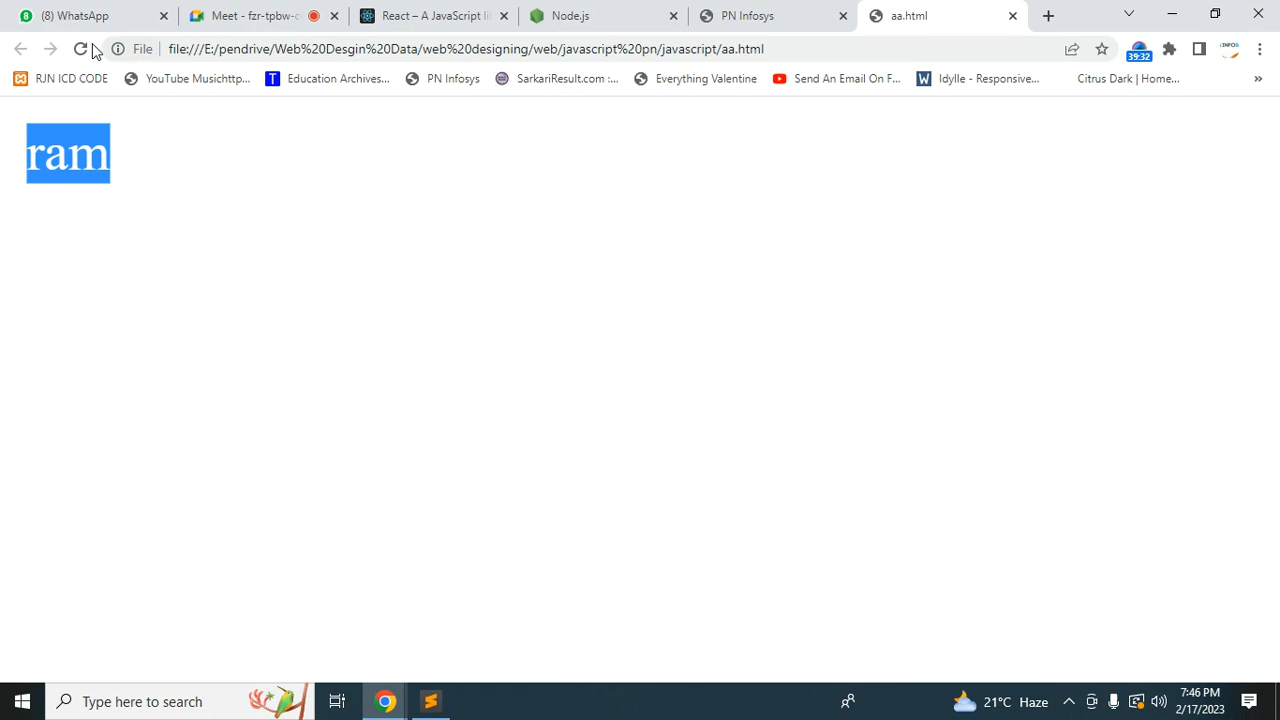 (8) WhatsApp
Meet - fzr-tpbw-c
React – A JavaScript li
Node.js
PN Infosys
aa.html
File
file:///E:/pendrive/Web%20Desgin%20Data/web%20designing/web/javascript%20pn/javascript/aa.html
39:32
RJN ICD CODE
YouTube Musichttp...
Education Archives...
PN Infosys
SarkariResult.com :...
Everything Valentine
Send An Email On F...
Idylle - Responsive...
Citrus Dark | Home...
ram
Type here to search
21°C Haze
7:46 PM
2/17/2023